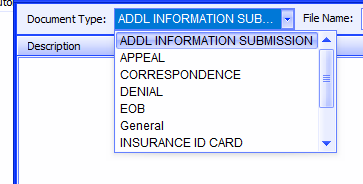 uto
Document Type: ADDL INFORMATION SUB... File Name:
Description
ADDL INFORMATION SUBMISSION
APPEAL
CORRESPONDENCE
DENIAL
EOB
General
INSURANCE ID CARD